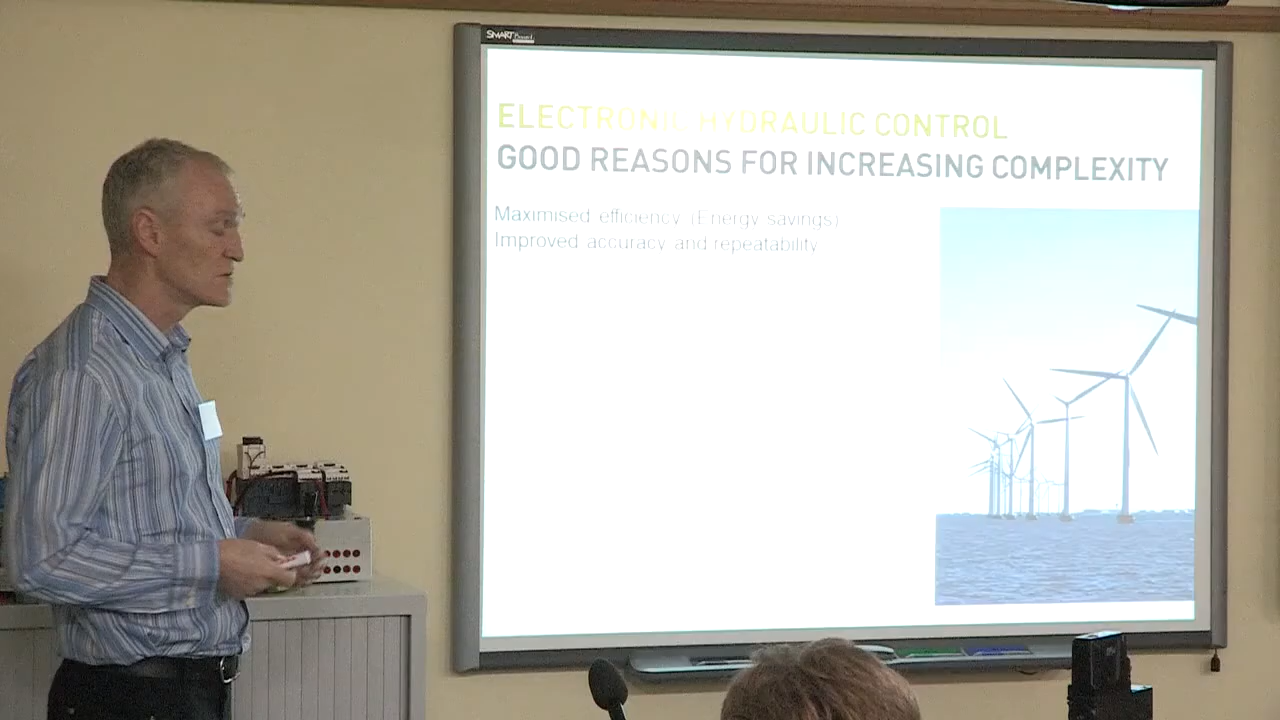 SMART
ELECTRONIC HYDRAULIC CONTROL
GOOD REASONS FOR INCREASING COMPLEXITY
Maximised efficiency (Energy savings)
Improved accuracy and repeatability